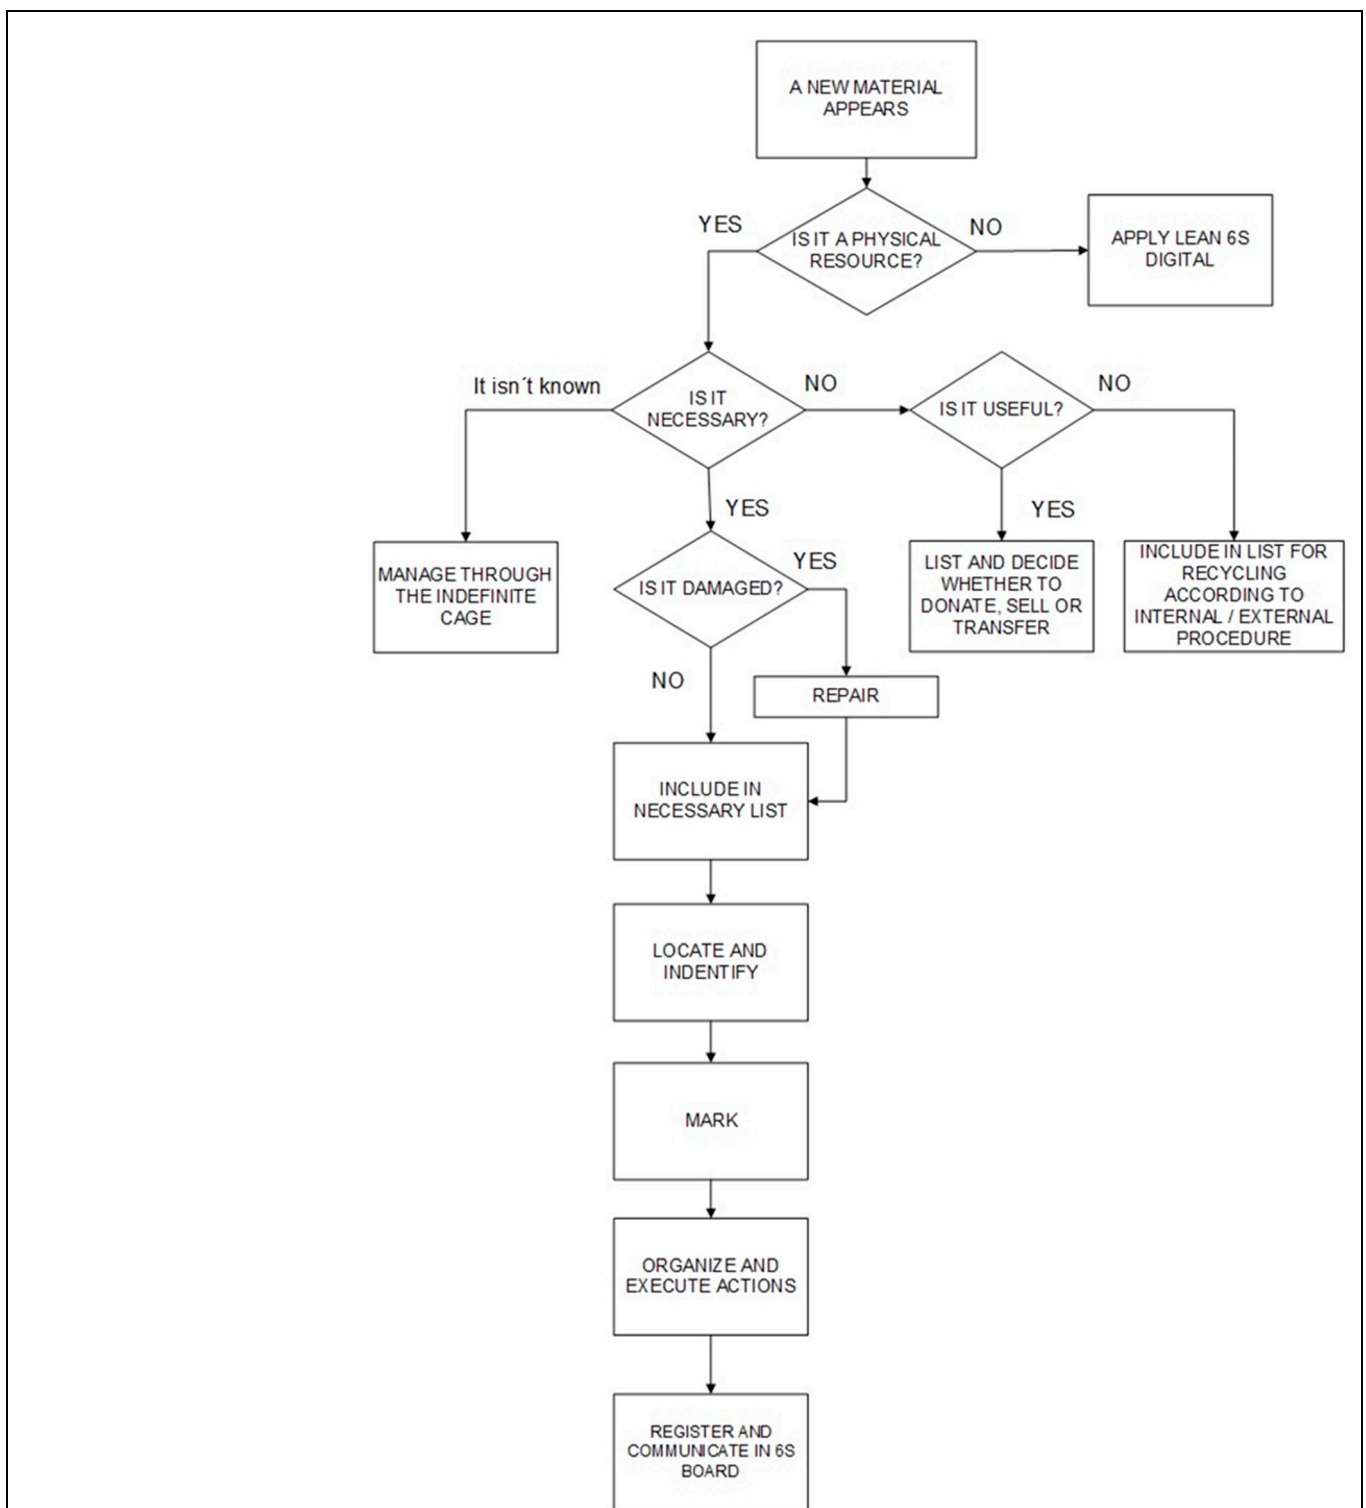 A NEW MATERIAL
APPEARS
YES
IS IT A PHYSICAL
RESOURCE?
NO
APPLY LEAN 6S
DIGITAL
It isn´t known
IS IT
NECESSARY?
NO
IS IT USEFUL?
NO
YES
YES
MANAGE THROUGH
THE INDEFINITE
CAGE
IS IT DAMAGED?
YES
LIST AND DECIDE
WHETHER TO
DONATE, SELL OR
TRANSFER
INCLUDE IN LIST FOR
RECYCLING
ACCORDING TO
INTERNAL / EXTERNAL
PROCEDURE
NO
REPAIR
INCLUDE IN
NECESSARY LIST
LOCATE AND
INDENTIFY
MARK
ORGANIZE AND
EXECUTE ACTIONS
REGISTER AND
COMMUNICATE IN 6S
BOARD